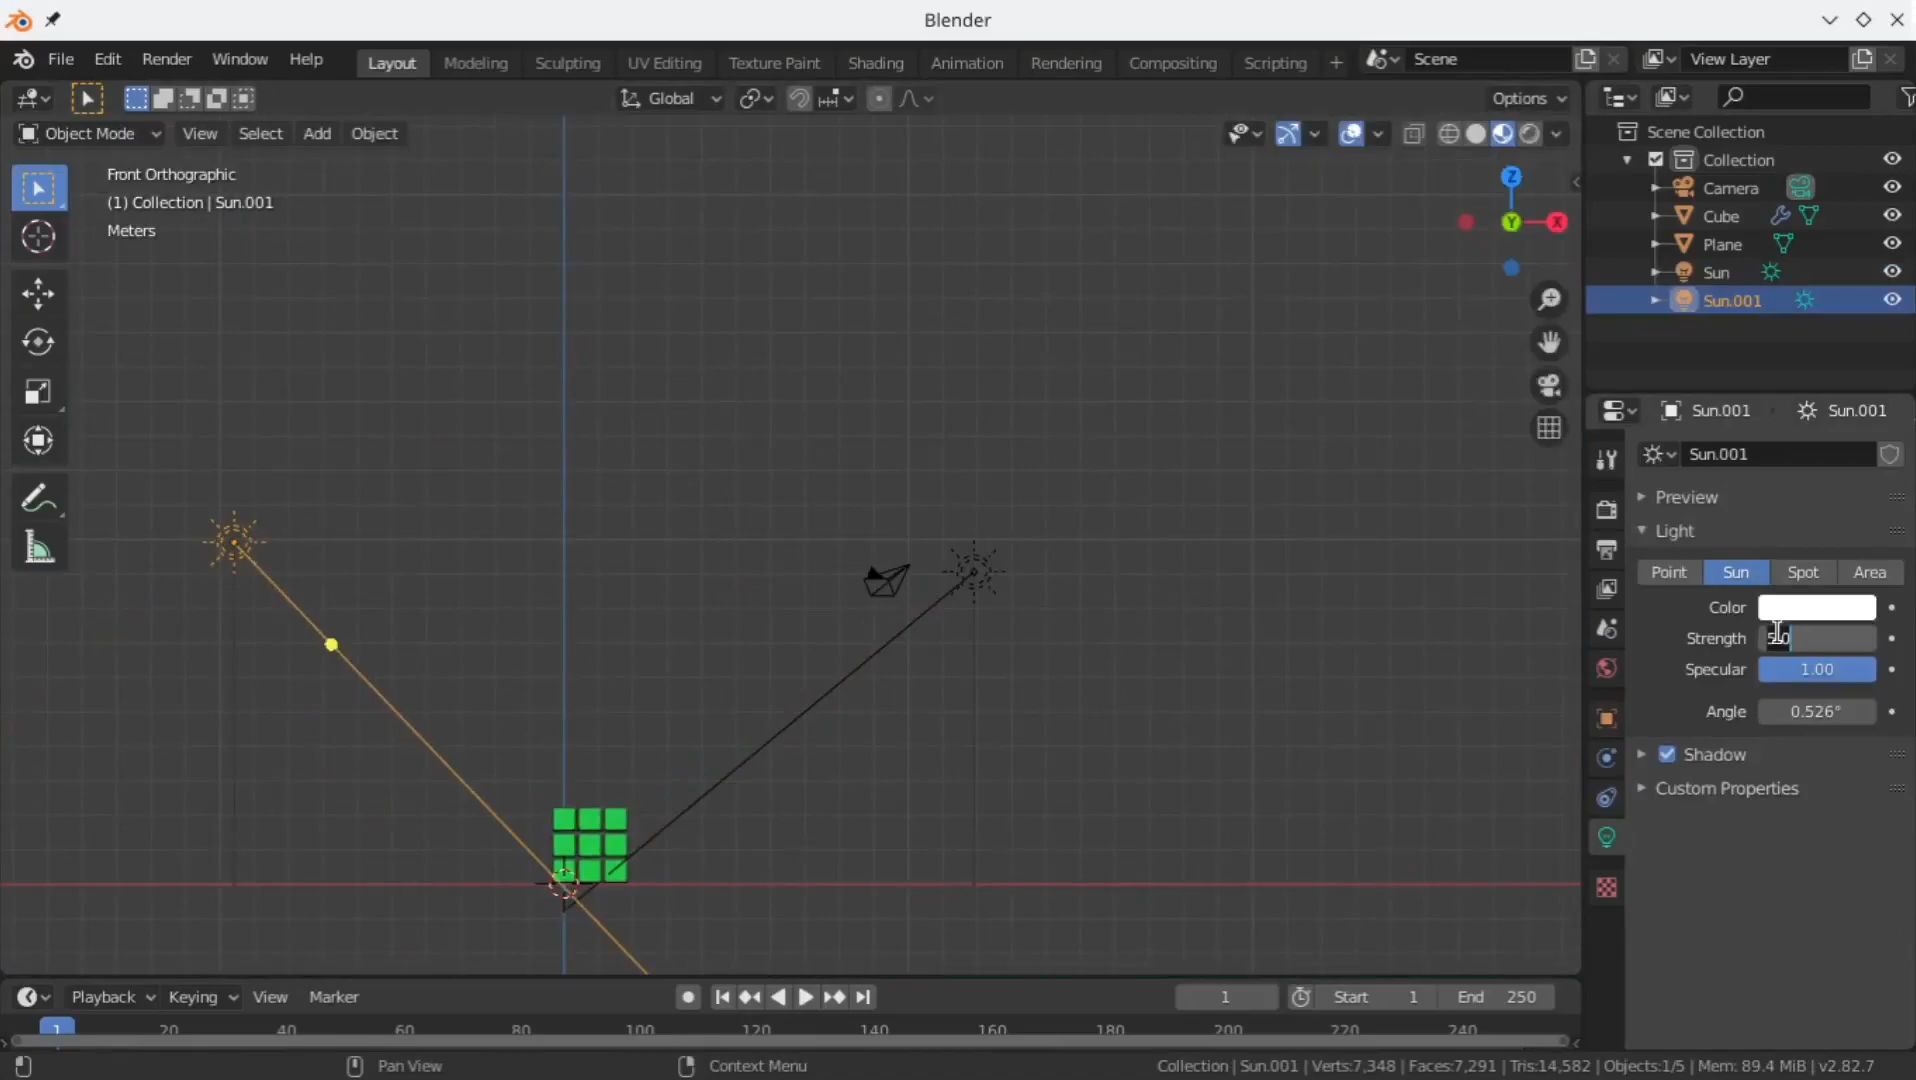 Blender
File Edit Render Window Help Layout Modeling Sculpting UV Editing Texture Paint Shading Animation Rendering Compositing Scripting + Scene View Layer
Global Options
Object Mode View Select Add Object
Front Orthographic
(1) Collection | Sun.001
Meters
Z
Y
X
Scene Collection
Collection
Camera
Cube
Plane
Sun
Sun.001
Sun.001 Sun.001
Sun.001
Preview
Light
Point Sun Spot Area
Color
Strength
Specular 1.00
Angle 0.526°
Shadow
Custom Properties
Playback Keying View Marker 1 Start 1 End 250
1 20 40 60 80 100 120 140 160 180 200 220 240
Pan View Context Menu Collection | Sun.001 | Verts:7,348 | Faces:7,291 | Tris:14,582 | Objects:1/5 | Mem: 89.4 MiB | v2.82.7